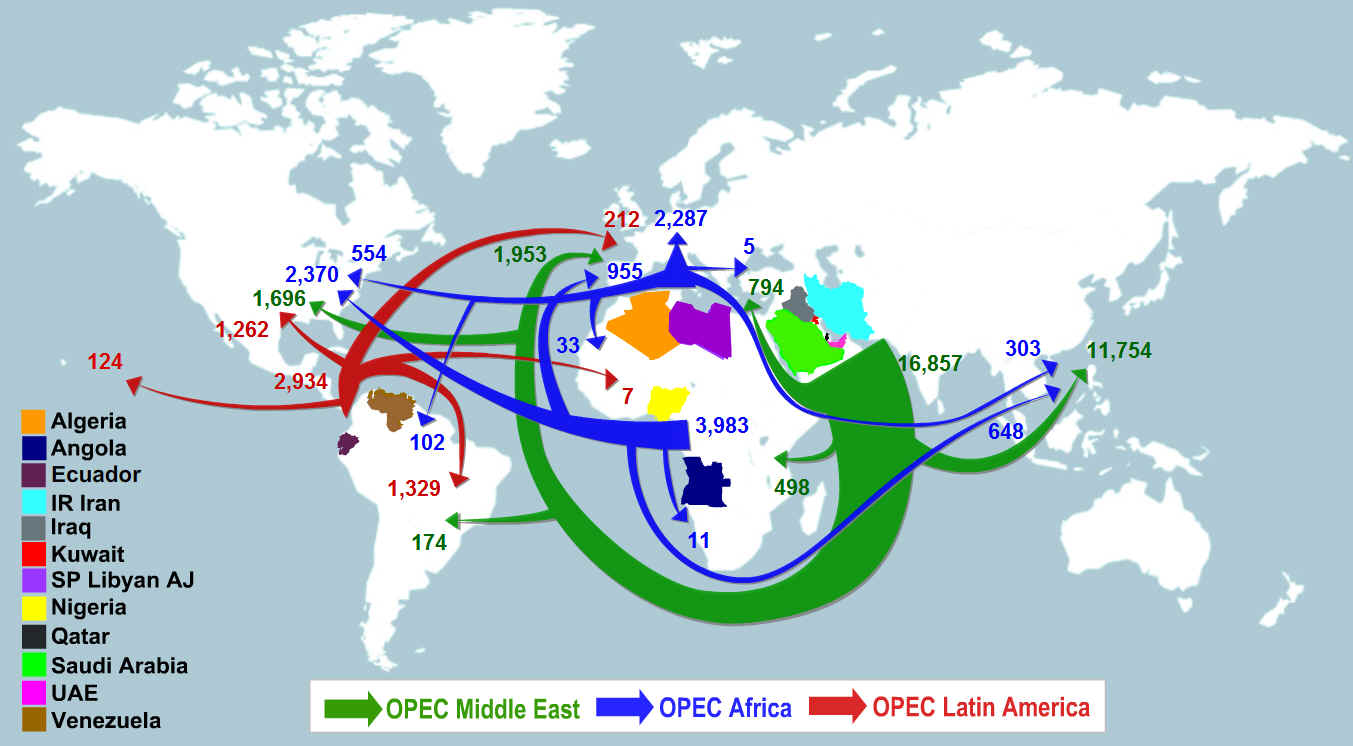 212
2,287
5
554
1,953
955
2,370
794
1,696
1,262
33
303
11,754
124
16,857
2,934
7
3,983
648
102
1,329
498
174
11
Algeria
Angola
Ecuador
IR Iran
Iraq
Kuwait
SP Libyan AJ
Nigeria
Qatar
Saudi Arabia
UAE
Venezuela
OPEC Middle East
OPEC Africa
OPEC Latin America